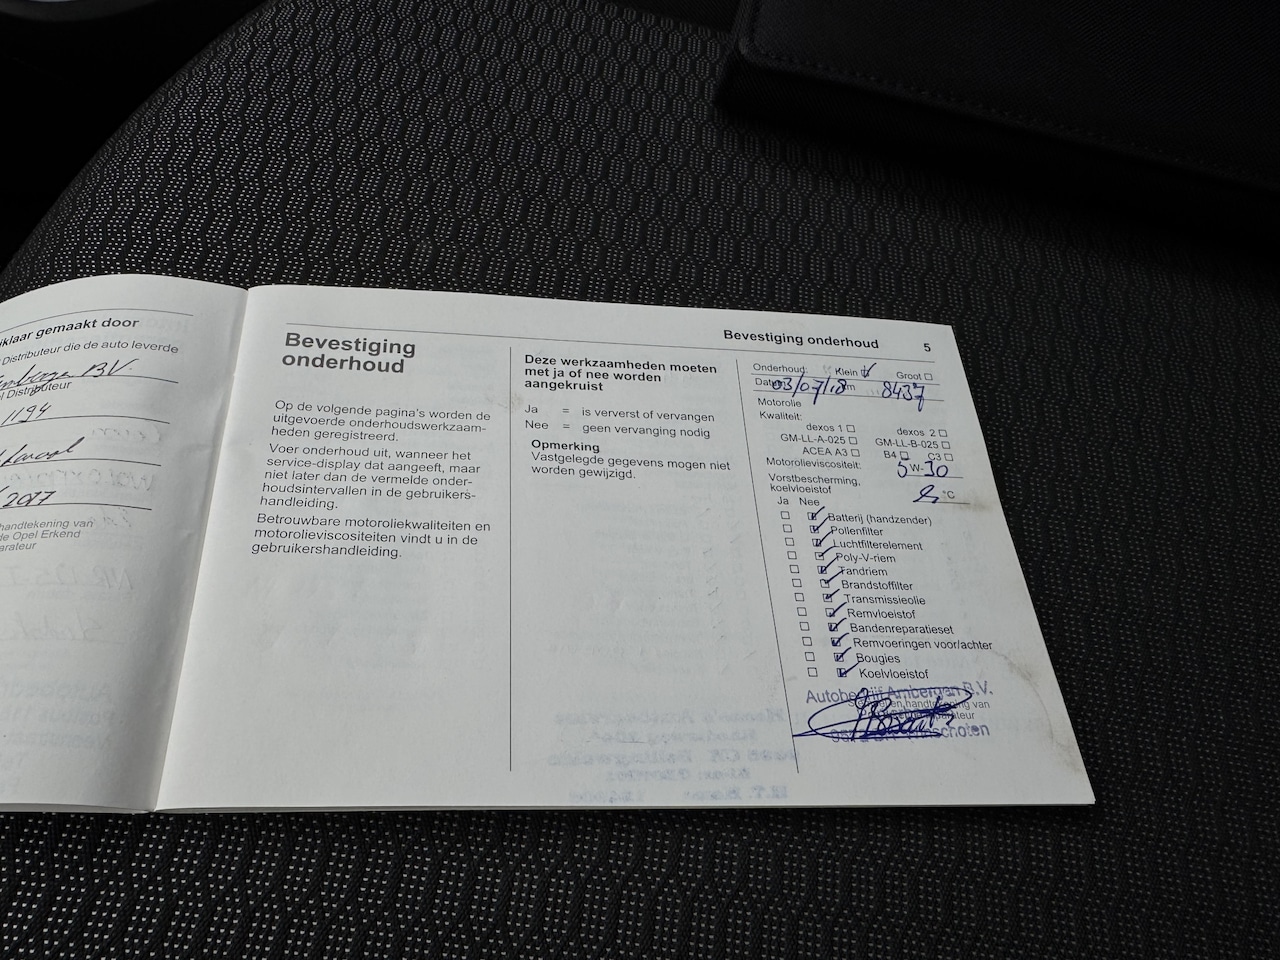 klaar gemaakt door
Distributeur die de auto leverde
B.V.
Distributeur
1194
/2017
handtekening van
de Opel Erkend
arateur
Bevestiging onderhoud 5
Bevestiging
onderhoud
Op de volgende pagina's worden de
uitgevoerde onderhoudswerkzaam-
heden geregistreerd.
Voer onderhoud uit, wanneer het
service-display dat aangeeft, maar
niet later dan de vermelde onder-
houdsintervallen in de gebruikers-
handleiding.
Betrouwbare motoroliekwaliteiten en
motorolieviscositeiten vindt u in de
gebruikershandleiding.
Deze werkzaamheden moeten
met ja of nee worden
aangekruist
Ja = is ververst of vervangen
Nee = geen vervanging nodig
Opmerking
Vastgelegde gegevens mogen niet
worden gewijzigd.
Onderhoud: Klein Groot
Datum 03/07/18 km 8437
Motorolie
Kwaliteit:
dexos 1 dexos 2
GM-LL-A-025 GM-LL-B-025
ACEA A3 B4 C3
Motorolieviscositeit: 5 W- 30
Vorstbescherming,
koelvloeistof °C
Ja Nee
Batterij (handzender)
Pollenfilter
Luchtfilterelement
Poly-V-riem
Tandriem
Brandstoffilter
Transmissieolie
Remvloeistof
Bandenreparatieset
Remvoeringen voor/achter
Bougies
Koelvloeistof
Autobedrijf Ambergen B.V.
handtekening van